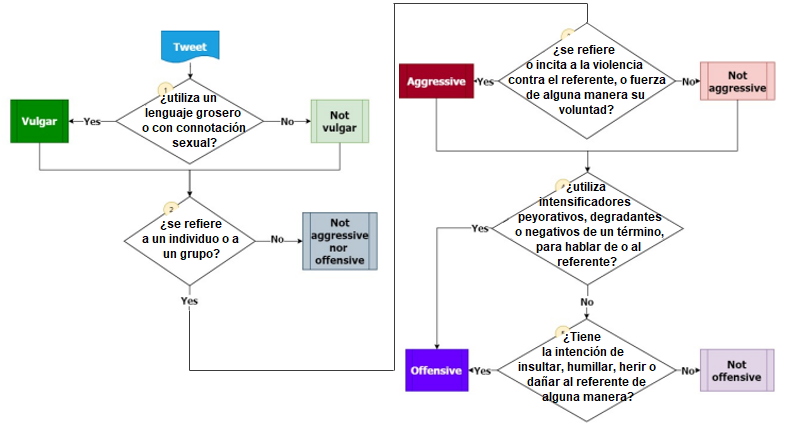 Tweet
1
¿utiliza un
lenguaje grosero
o con connotación
sexual?
Vulgar
Yes
No
Not
vulgar
2
¿se refiere
a un individuo o a
un grupo?
No
Not
aggressive
nor
offensive
Yes
¿se refiere
o incita a la violencia
contra el referente, o fuerza
de alguna manera su
voluntad?
Aggressive
Yes
No
Not
aggressive
¿utiliza
intensificadores
peyorativos, degradantes
o negativos de un término,
para hablar de o al
referente?
Yes
No
¿Tiene
la intención de
insultar, humillar, herir o
dañar al referente de
alguna manera?
Offensive
Yes
No
Not
offensive